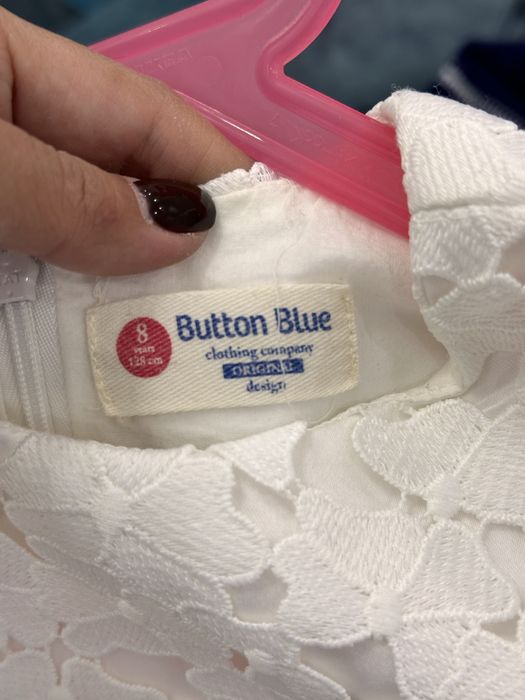 8
years
128 cm
Button Blue
clothing company
ORIGINAL
design